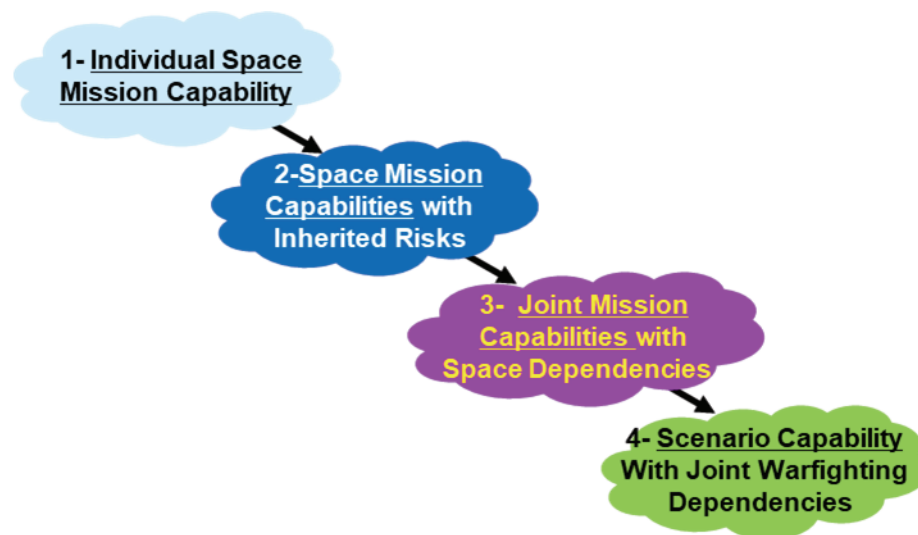 1- Individual Space
Mission Capability
2-Space Mission
Capabilities with
Inherited Risks
3- Joint Mission
Capabilities with
Space Dependencies
4- Scenario Capability
With Joint Warfighting
Dependencies